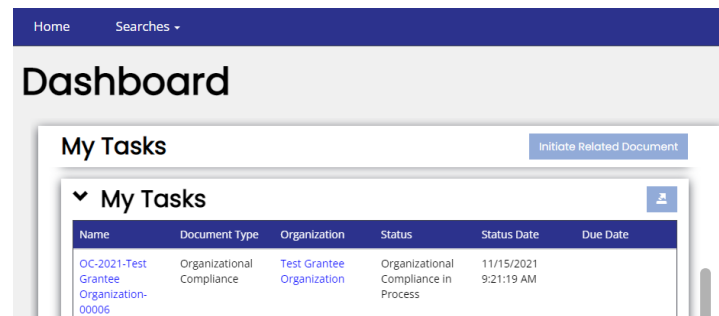 Home Searches
Dashboard
My Tasks Initiate Related Document
My Tasks
Name Document Type Organization Status Status Date Due Date
OC-2021-Test Organizational Test Grantee Organizational 11/15/2021
Grantee Compliance Organization Compliance in 9:21:19 AM
Organization- Process
00006